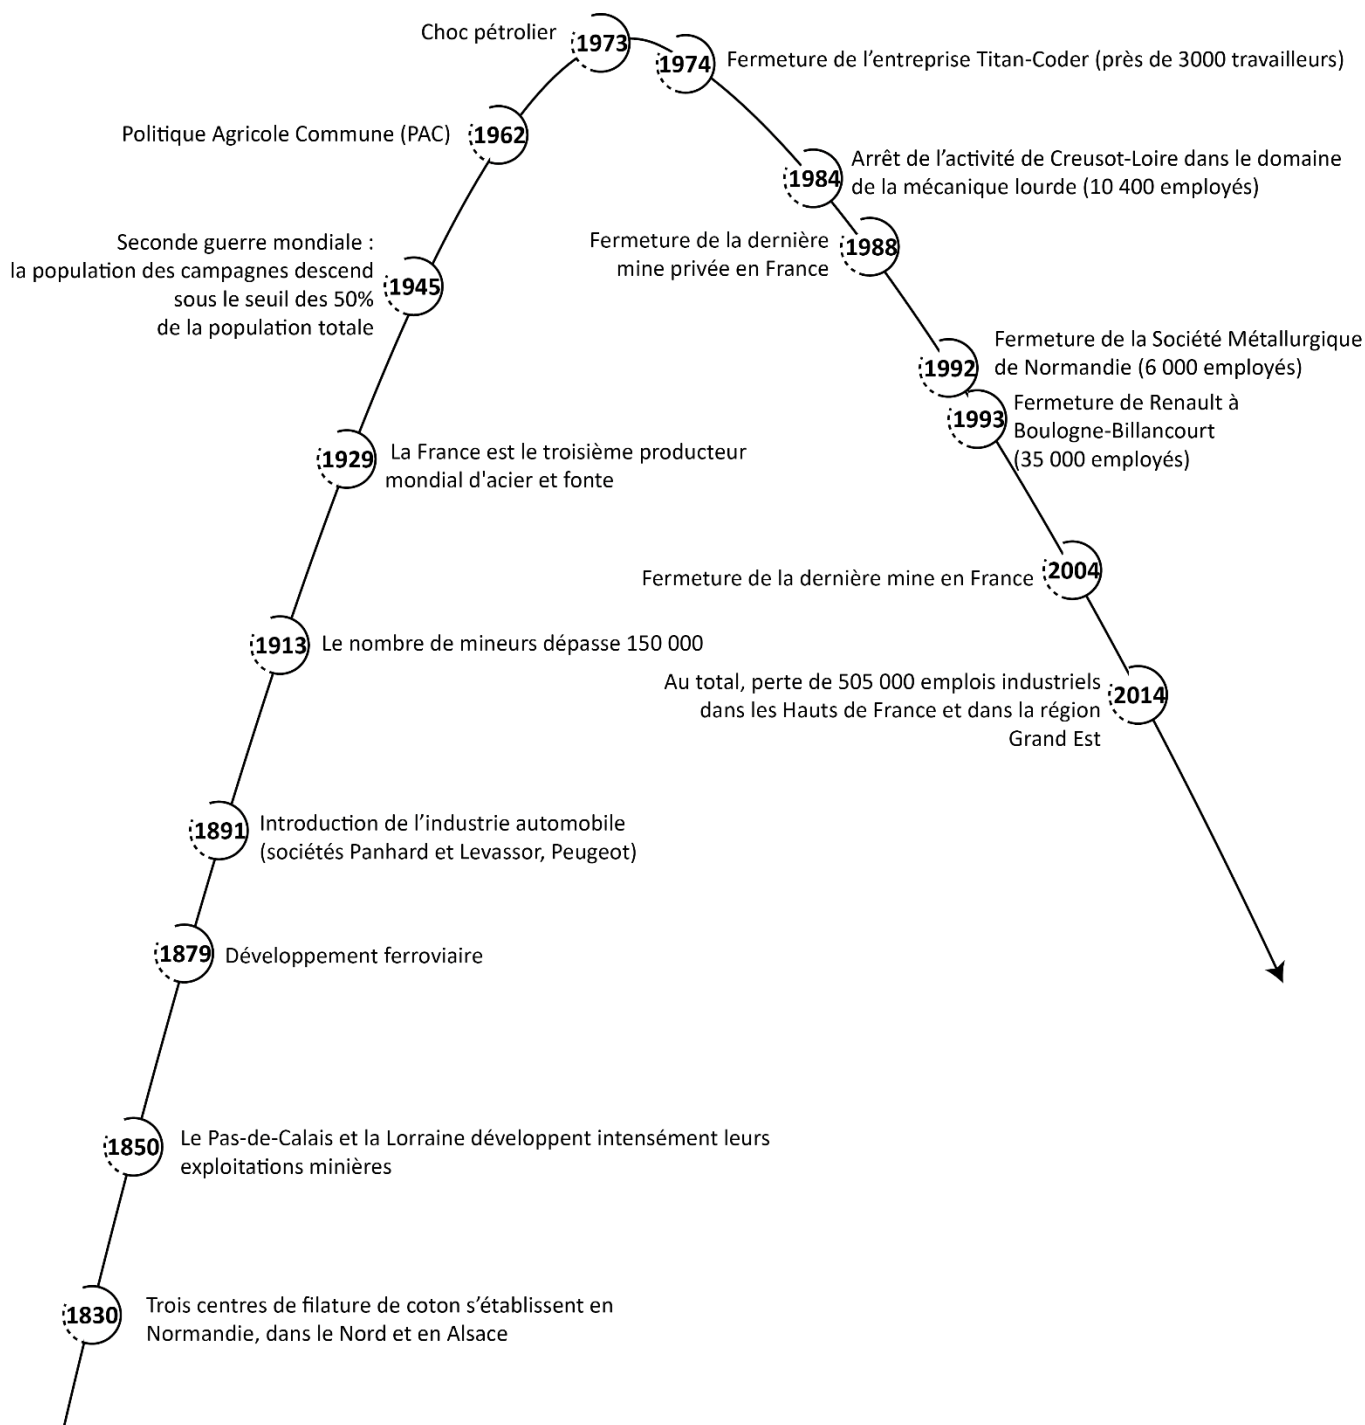 Choc pétrolier
1973
1974
Fermeture de l’entreprise Titan-Coder (près de 3000 travailleurs)
Politique Agricole Commune (PAC)
1962
1984
Arrêt de l’activité de Creusot-Loire dans le domaine
de la mécanique lourde (10 400 employés)
Seconde guerre mondiale :
la population des campagnes descend
sous le seuil des 50%
de la population totale
1945
Fermeture de la dernière
mine privée en France
1988
1992
Fermeture de la Société Métallurgique
de Normandie (6 000 employés)
1993
Fermeture de Renault à
Boulogne-Billancourt
(35 000 employés)
1929
La France est le troisième producteur
mondial d'acier et fonte
Fermeture de la dernière mine en France
2004
1913
Le nombre de mineurs dépasse 150 000
Au total, perte de 505 000 emplois industriels
dans les Hauts de France et dans la région
Grand Est
2014
1891
Introduction de l’industrie automobile
(sociétés Panhard et Levassor, Peugeot)
1879
Développement ferroviaire
1850
Le Pas-de-Calais et la Lorraine développent intensément leurs
exploitations minières
1830
Trois centres de filature de coton s’établissent en
Normandie, dans le Nord et en Alsace